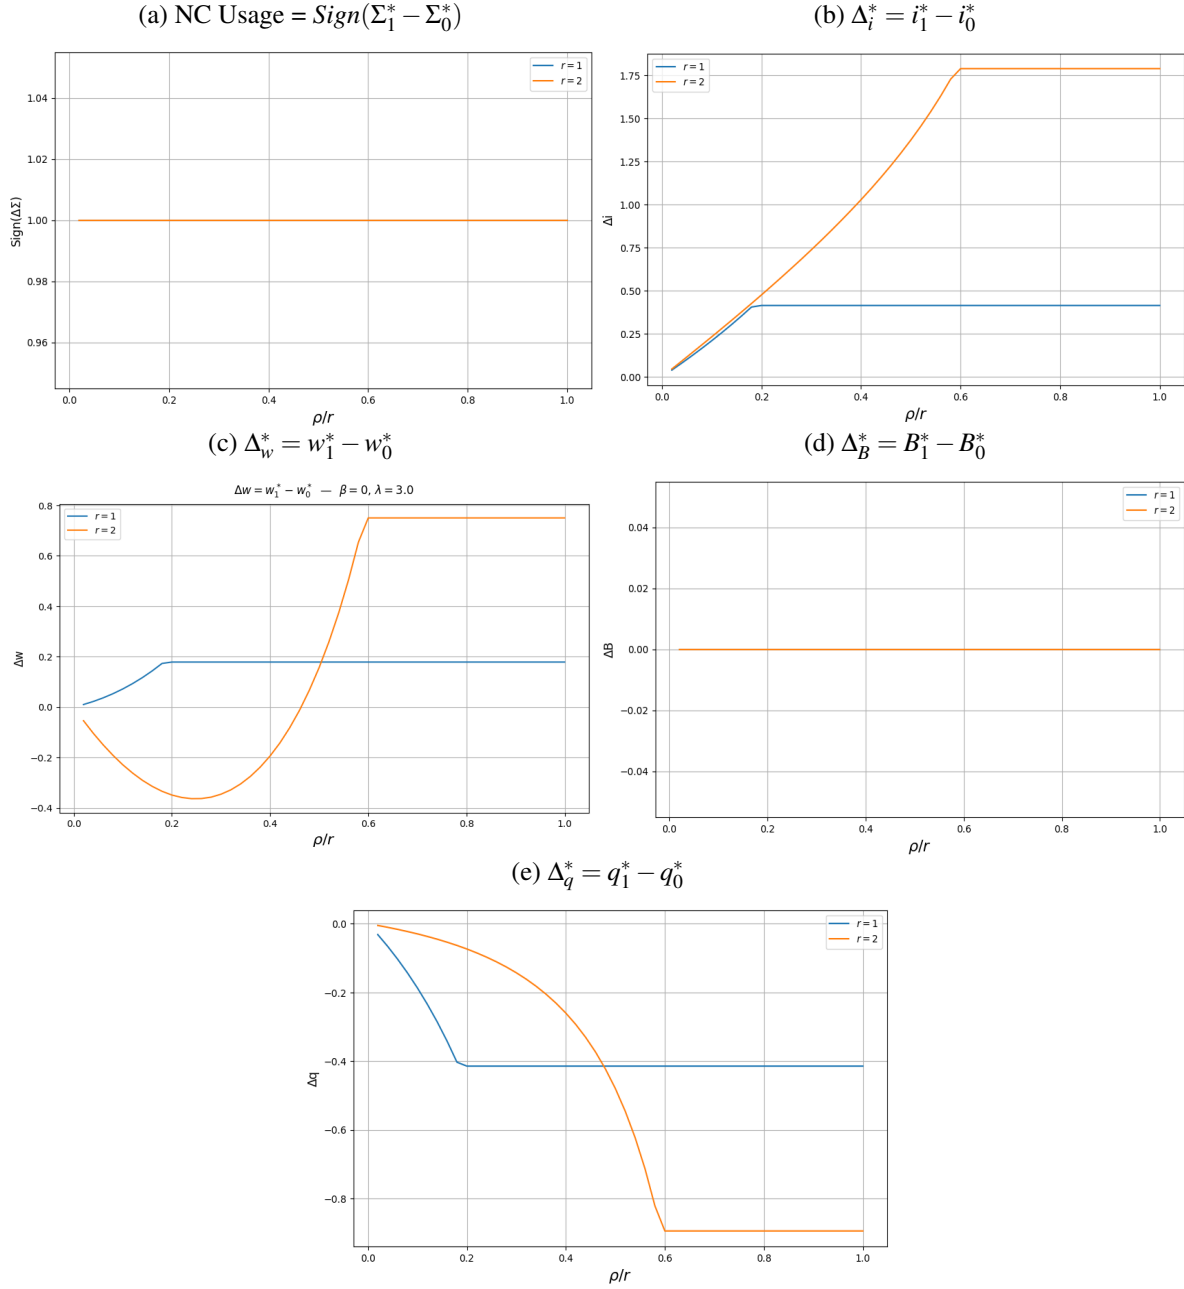 (a) NC Usage = Sign(Σ₁* − Σ₀*)
(b) Δᵢ* = i₁* − i₀*
r = 1
r = 2
1.04
1.02
1.00
0.98
0.96
Sign(ΔΣ)
0.0 0.2 0.4 0.6 0.8 1.0
ρ/r
r = 1
r = 2
1.75
1.50
1.25
1.00
0.75
0.50
0.25
0.00
Δi
0.0 0.2 0.4 0.6 0.8 1.0
ρ/r
(c) Δ_w* = w₁* − w₀*
(d) Δ_B* = B₁* − B₀*
Δw = w₁* − w₀* — β = 0, λ = 3.0
r = 1
r = 2
0.8
0.6
0.4
0.2
0.0
−0.2
−0.4
Δw
0.0 0.2 0.4 0.6 0.8 1.0
ρ/r
r = 1
r = 2
0.04
0.02
0.00
−0.02
−0.04
ΔB
0.0 0.2 0.4 0.6 0.8 1.0
ρ/r
(e) Δ_q* = q₁* − q₀*
r = 1
r = 2
0.0
−0.2
−0.4
−0.6
−0.8
Δq
0.0 0.2 0.4 0.6 0.8 1.0
ρ/r